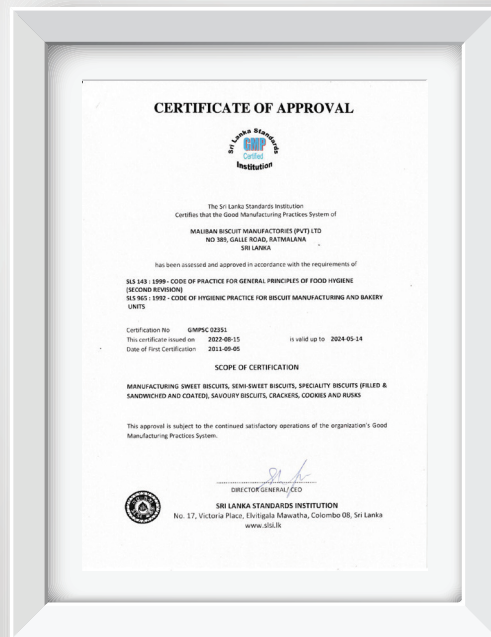 CERTIFICATE OF APPROVAL
Sri Lanka Standards
GMP
Certified
Institution
The Sri Lanka Standards Institution
Certifies that the Good Manufacturing Practices System of
MALIBAN BISCUIT MANUFACTORIES (PVT) LTD
NO 389, GALLE ROAD, RATMALANA
SRI LANKA
has been assessed and approved in accordance with the requirements of
SLS 143 : 1999 - CODE OF PRACTICE FOR GENERAL PRINCIPLES OF FOOD HYGIENE
(SECOND REVISION)
SLS 965 : 1992 - CODE OF HYGIENIC PRACTICE FOR BISCUIT MANUFACTURING AND BAKERY
UNITS
Certification No GMPSC 02351
This certificate issued on 2022-08-15 is valid up to 2024-05-14
Date of First Certification 2011-09-05
SCOPE OF CERTIFICATION
MANUFACTURING SWEET BISCUITS, SEMI-SWEET BISCUITS, SPECIALITY BISCUITS (FILLED &
SANDWICHED AND COATED), SAVOURY BISCUITS, CRACKERS, COOKIES AND RUSKS
This approval is subject to the continued satisfactory operations of the organization's Good
Manufacturing Practices System.
DIRECTOR GENERAL/ CEO
SRI LANKA STANDARDS INSTITUTION
No. 17, Victoria Place, Elvitigala Mawatha, Colombo 08, Sri Lanka
www.slsi.lk